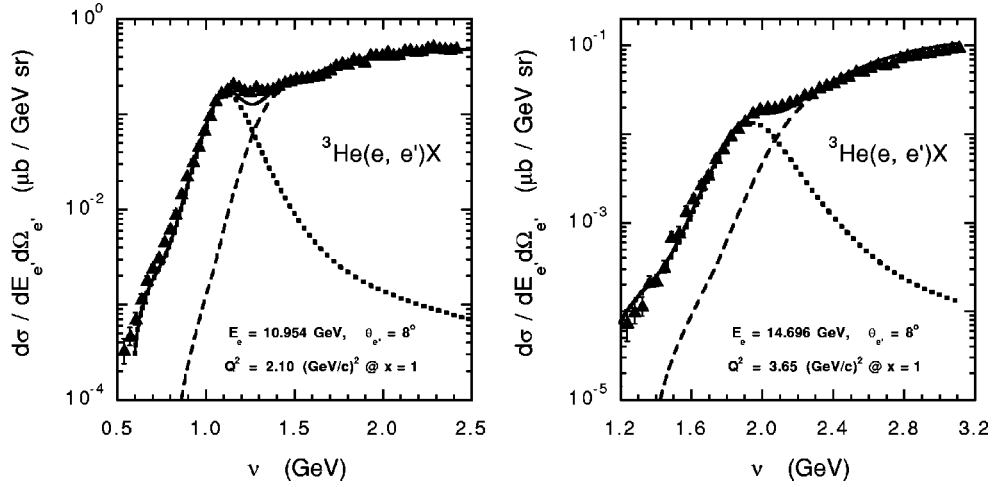 dσ / dE_e' dΩ_e' (μb / GeV sr)
10^0
10^-2
10^-4
³He(e, e')X
E_e = 10.954 GeV, θ_e' = 8°
Q² = 2.10 (GeV/c)² @ x = 1
0.5 1.0 1.5 2.0 2.5
ν (GeV)
dσ / dE_e' dΩ_e' (μb / GeV sr)
10^-1
10^-3
10^-5
³He(e, e')X
E_e = 14.696 GeV, θ_e' = 8°
Q² = 3.65 (GeV/c)² @ x = 1
1.2 1.6 2.0 2.4 2.8 3.2
ν (GeV)